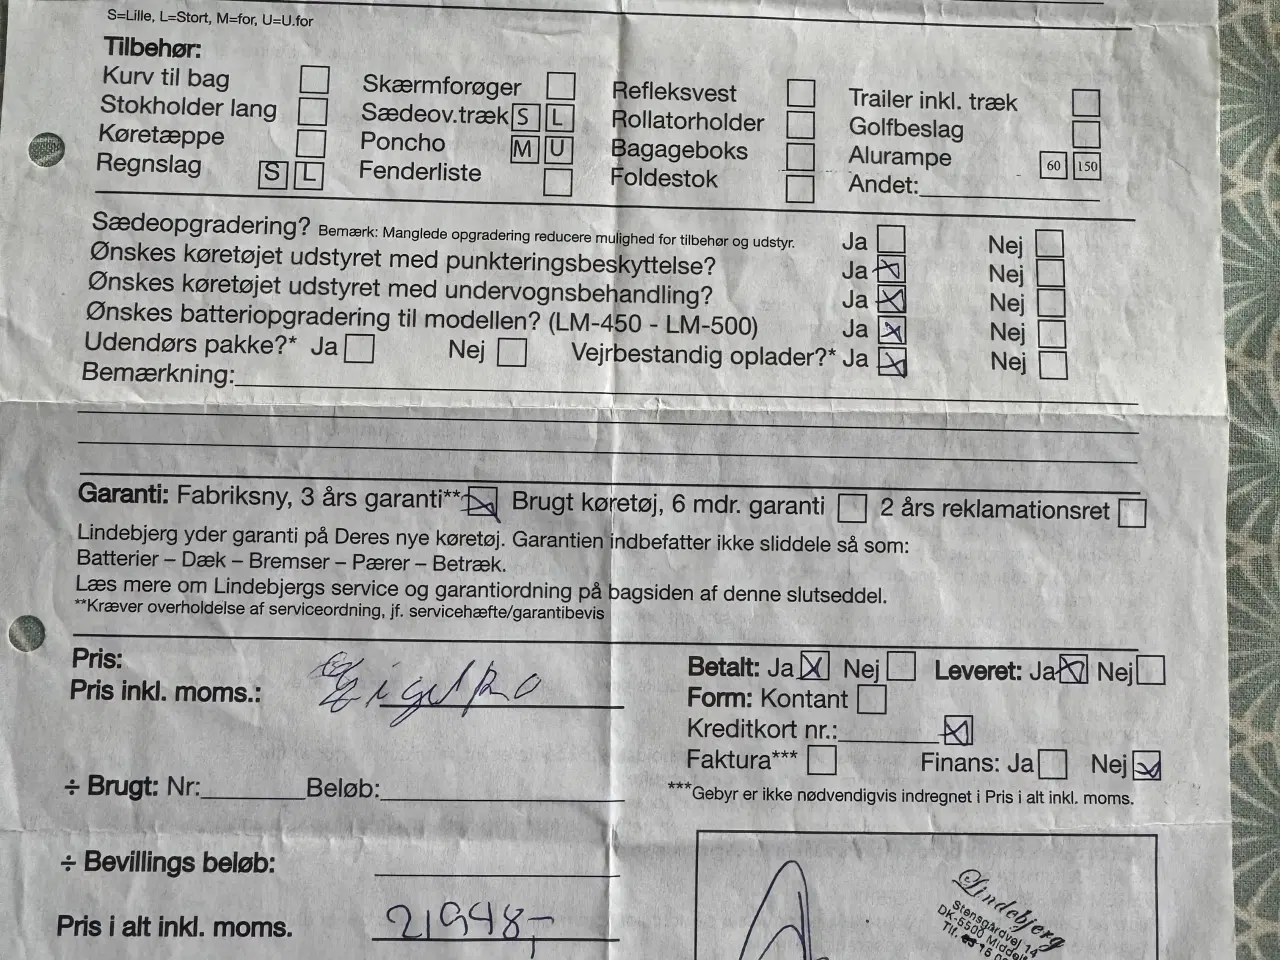 S=Lille, L=Stort, M=for, U=U.for
Tilbehør:
Kurv til bag Skærmforøger Refleksvest Trailer inkl. træk
Stokholder lang Sædeov.træk S L Rollatorholder Golfbeslag
Køretæppe Poncho M U Bagageboks Alurampe 60 150
Regnslag S L Fenderliste Foldestok Andet:
Sædeopgradering? Bemærk: Manglede opgradering reducere mulighed for tilbehør og udstyr. Ja Nej
Ønskes køretøjet udstyret med punkteringsbeskyttelse? Ja Nej
Ønskes køretøjet udstyret med undervognsbehandling? Ja Nej
Ønskes batteriopgradering til modellen? (LM-450 - LM-500) Ja Nej
Udendørs pakke?* Ja Nej Vejrbestandig oplader?* Ja Nej
Bemærkning:
Garanti: Fabriksny, 3 års garanti** Brugt køretøj, 6 mdr. garanti 2 års reklamationsret
Lindebjerg yder garanti på Deres nye køretøj. Garantien indbefatter ikke sliddele så som:
Batterier – Dæk – Bremser – Pærer – Betræk.
Læs mere om Lindebjergs service og garantiordning på bagsiden af denne slutseddel.
**Kræver overholdelse af serviceordning, jf. servicehæfte/garantibevis
Pris:
Pris inkl. moms.:
÷ Brugt: Nr: Beløb:
÷ Bevillings beløb:
Pris i alt inkl. moms. 21948,-
Betalt: Ja Nej Leveret: Ja Nej
Form: Kontant
Kreditkort nr.:
Faktura*** Finans: Ja Nej
***Gebyr er ikke nødvendigvis indregnet i Pris i alt inkl. moms.
Lindebjerg
Stensgårdvej 14
DK-5500
Tlf.